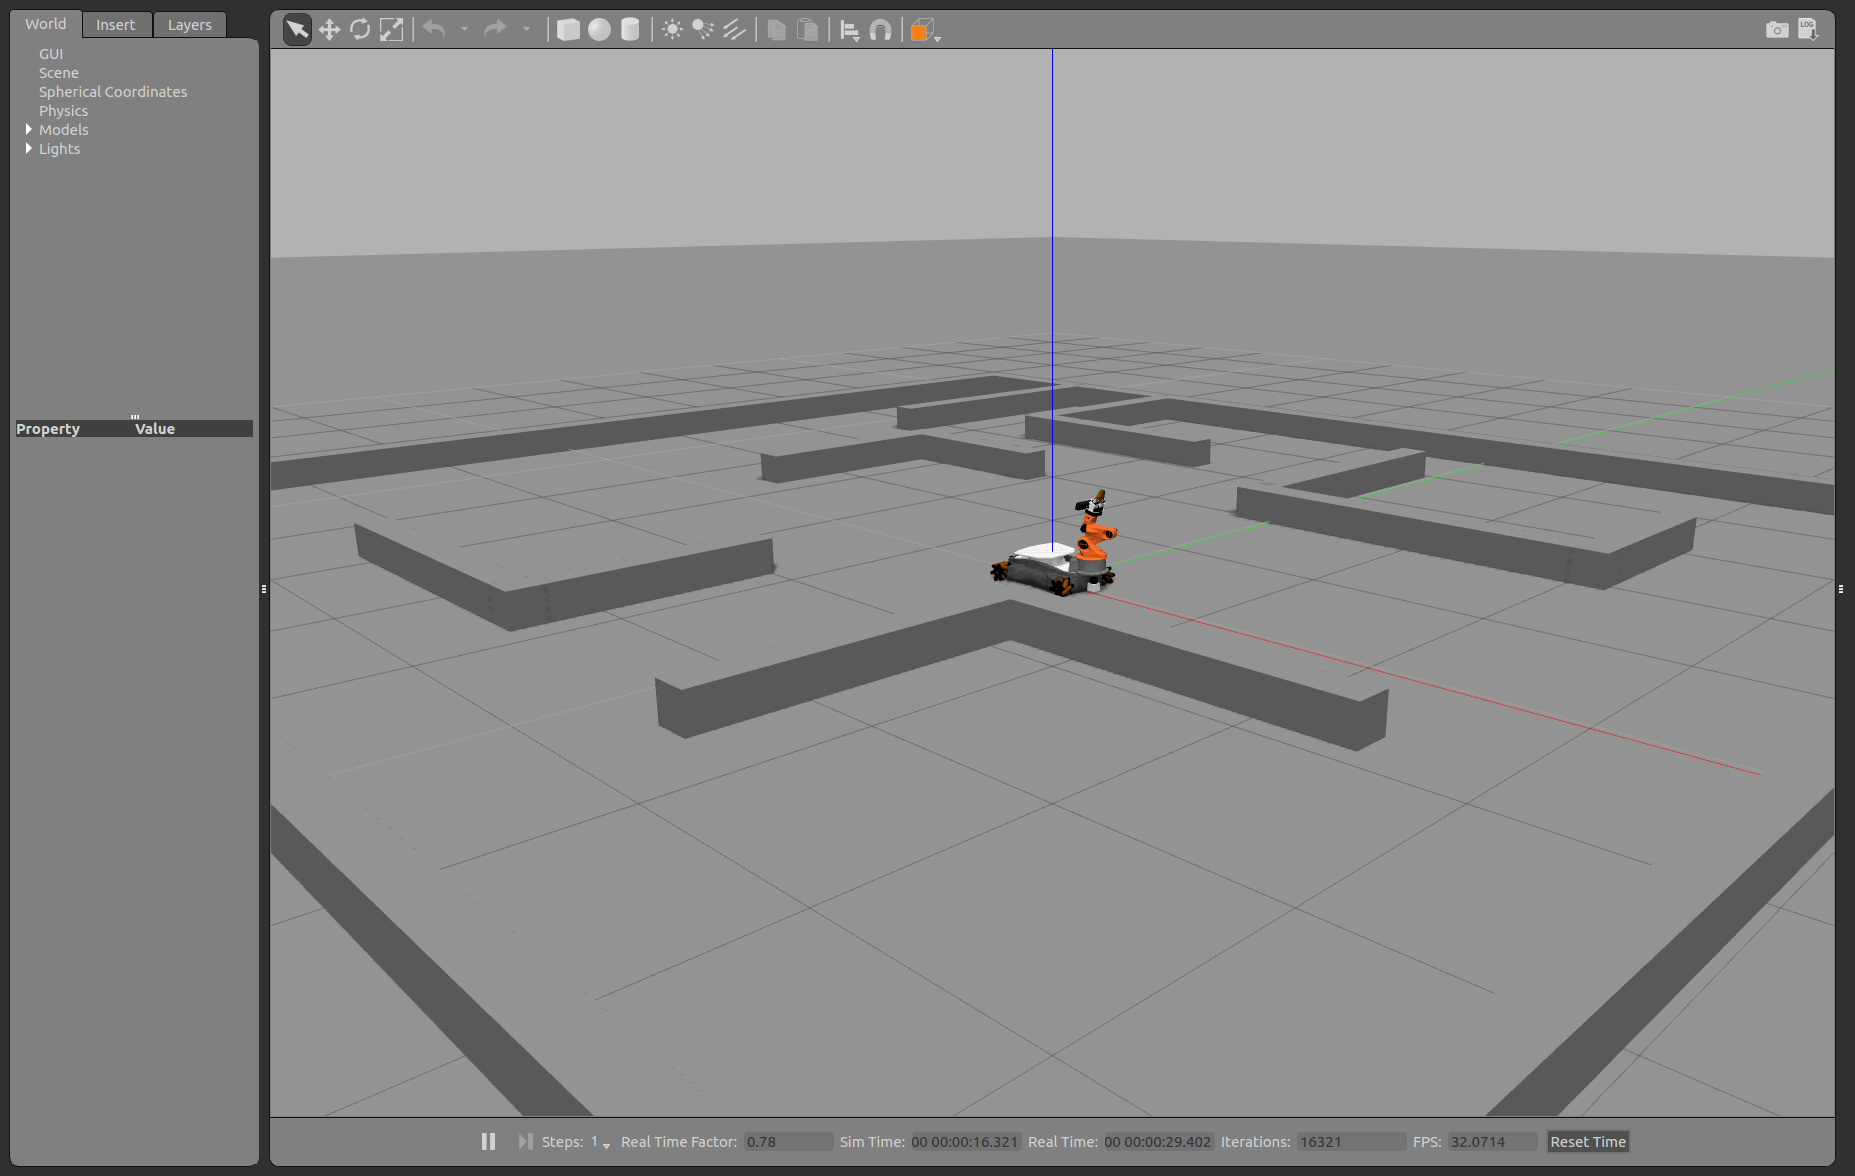 World Insert Layers
GUI
Scene
Spherical Coordinates
Physics
Models
Lights
Property Value
LOG
Steps: 1 Real Time Factor: 0.78 Sim Time: 00 00:00:16.321 Real Time: 00 00:00:29.402 Iterations: 16321 FPS: 32.0714 Reset Time